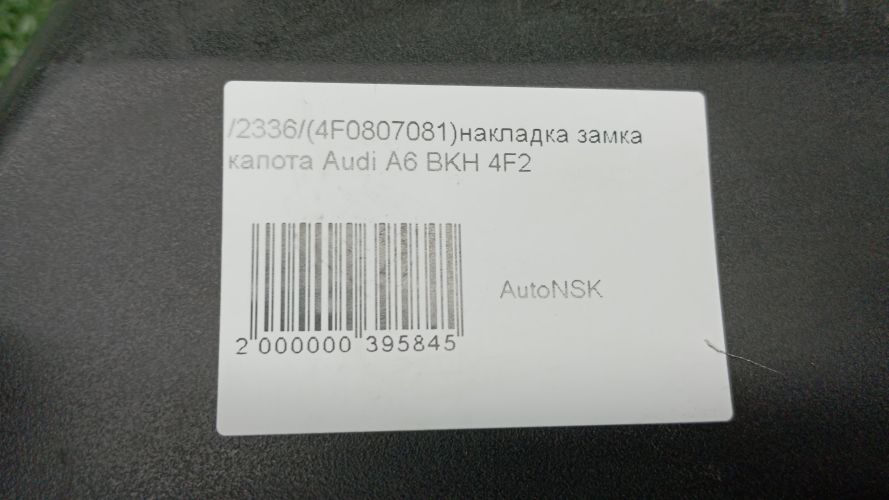 /2336/(4F0807081)накладка замка
капота Audi A6 BKH 4F2
AutoNSK
2 000000 395845